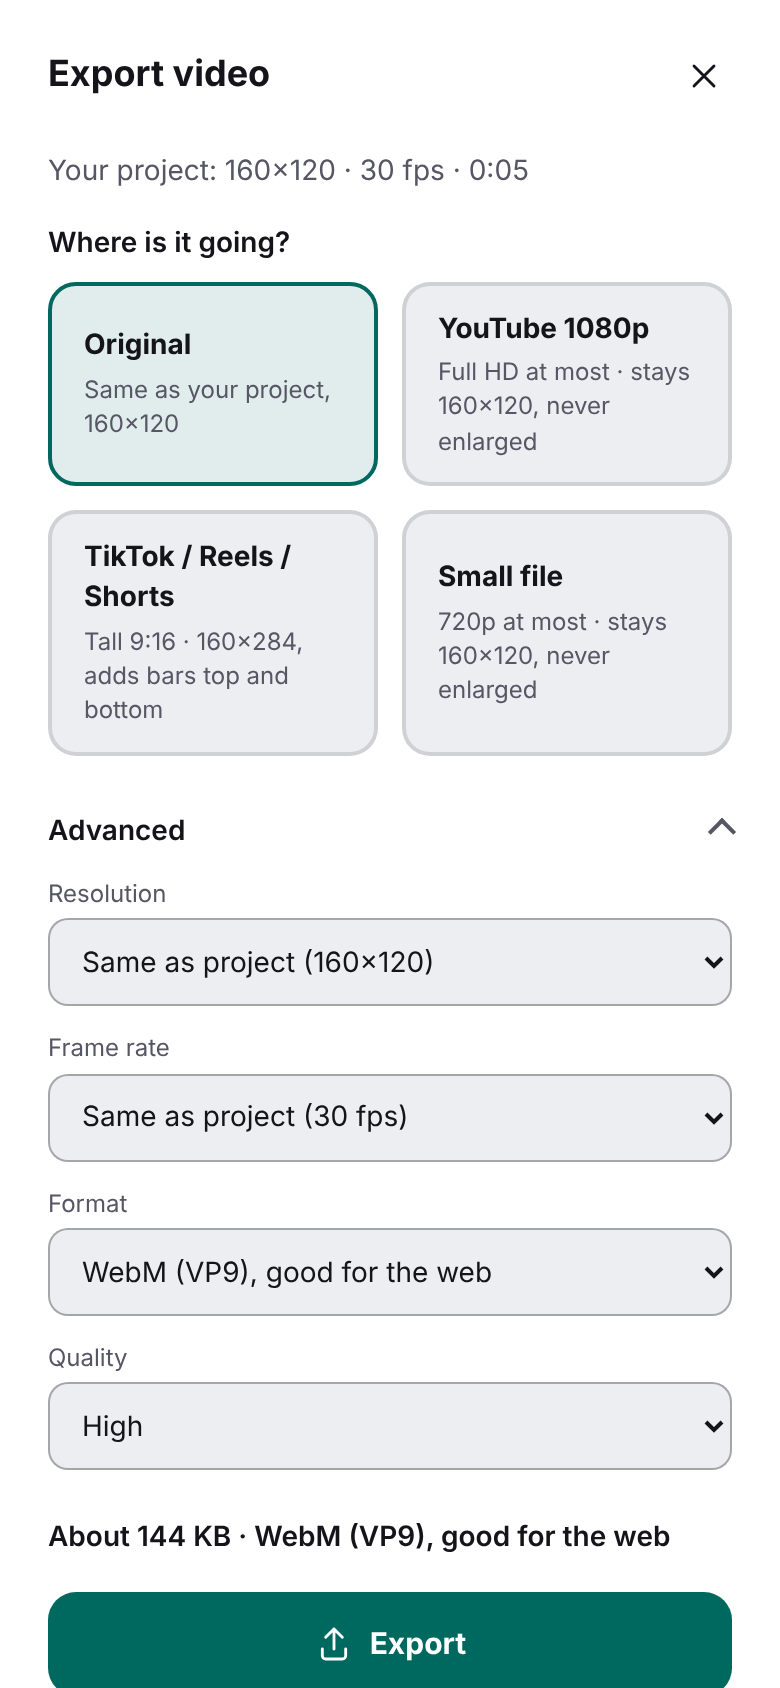 Export video
Your project: 160×120 · 30 fps · 0:05
Where is it going?
Original
Same as your project,
160×120
YouTube 1080p
Full HD at most · stays
160×120, never
enlarged
TikTok / Reels /
Shorts
Tall 9:16 · 160×284,
adds bars top and
bottom
Small file
720p at most · stays
160×120, never
enlarged
Advanced
Resolution
Same as project (160×120)
Frame rate
Same as project (30 fps)
Format
WebM (VP9), good for the web
Quality
High
About 144 KB · WebM (VP9), good for the web
Export